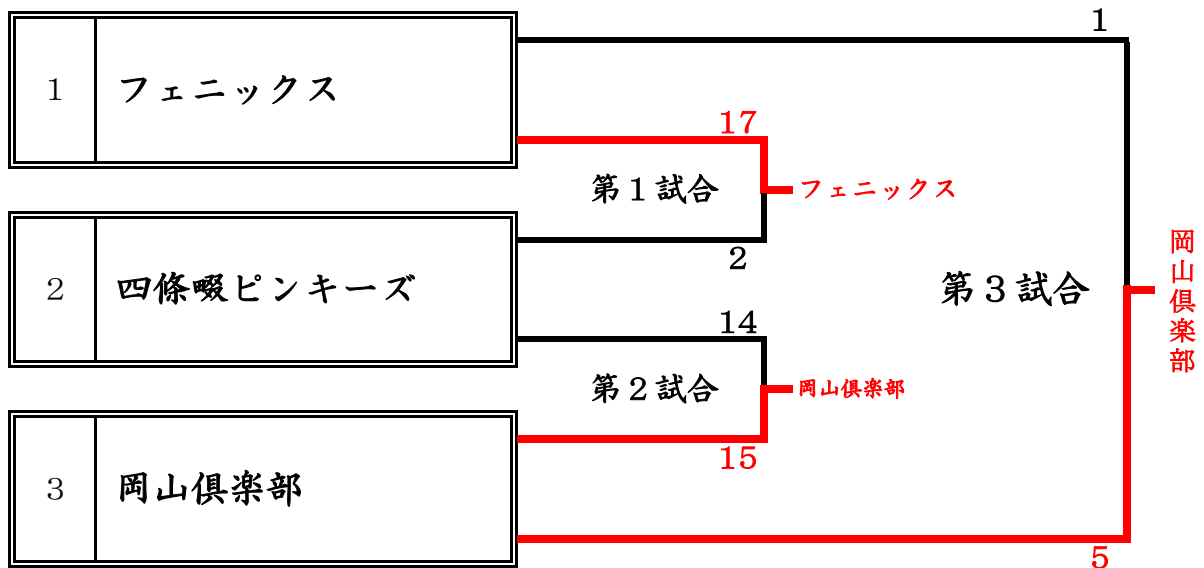 1
1 フェニックス
17
第1試合 フェニックス
2
2 四條畷ピンキーズ
第3試合
岡山倶楽部
14
第2試合 岡山倶楽部
15
3 岡山倶楽部
5